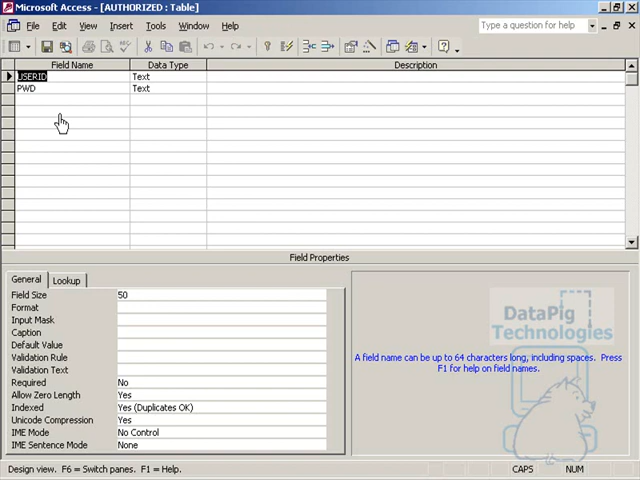 Microsoft Access - [AUTHORIZED : Table]
File Edit View Insert Tools Window Help
Type a question for help
Field Name Data Type Description
USERID Text
PWD Text
Field Properties
General Lookup
Field Size 50
Format
Input Mask
Caption
Default Value
Validation Rule
Validation Text
Required No
Allow Zero Length Yes
Indexed Yes (Duplicates OK)
Unicode Compression Yes
IME Mode No Control
IME Sentence Mode None
DataPig
Technologies
A field name can be up to 64 characters long, including spaces. Press
F1 for help on field names.
Design view. F6 = Switch panes. F1 = Help.
CAPS NUM